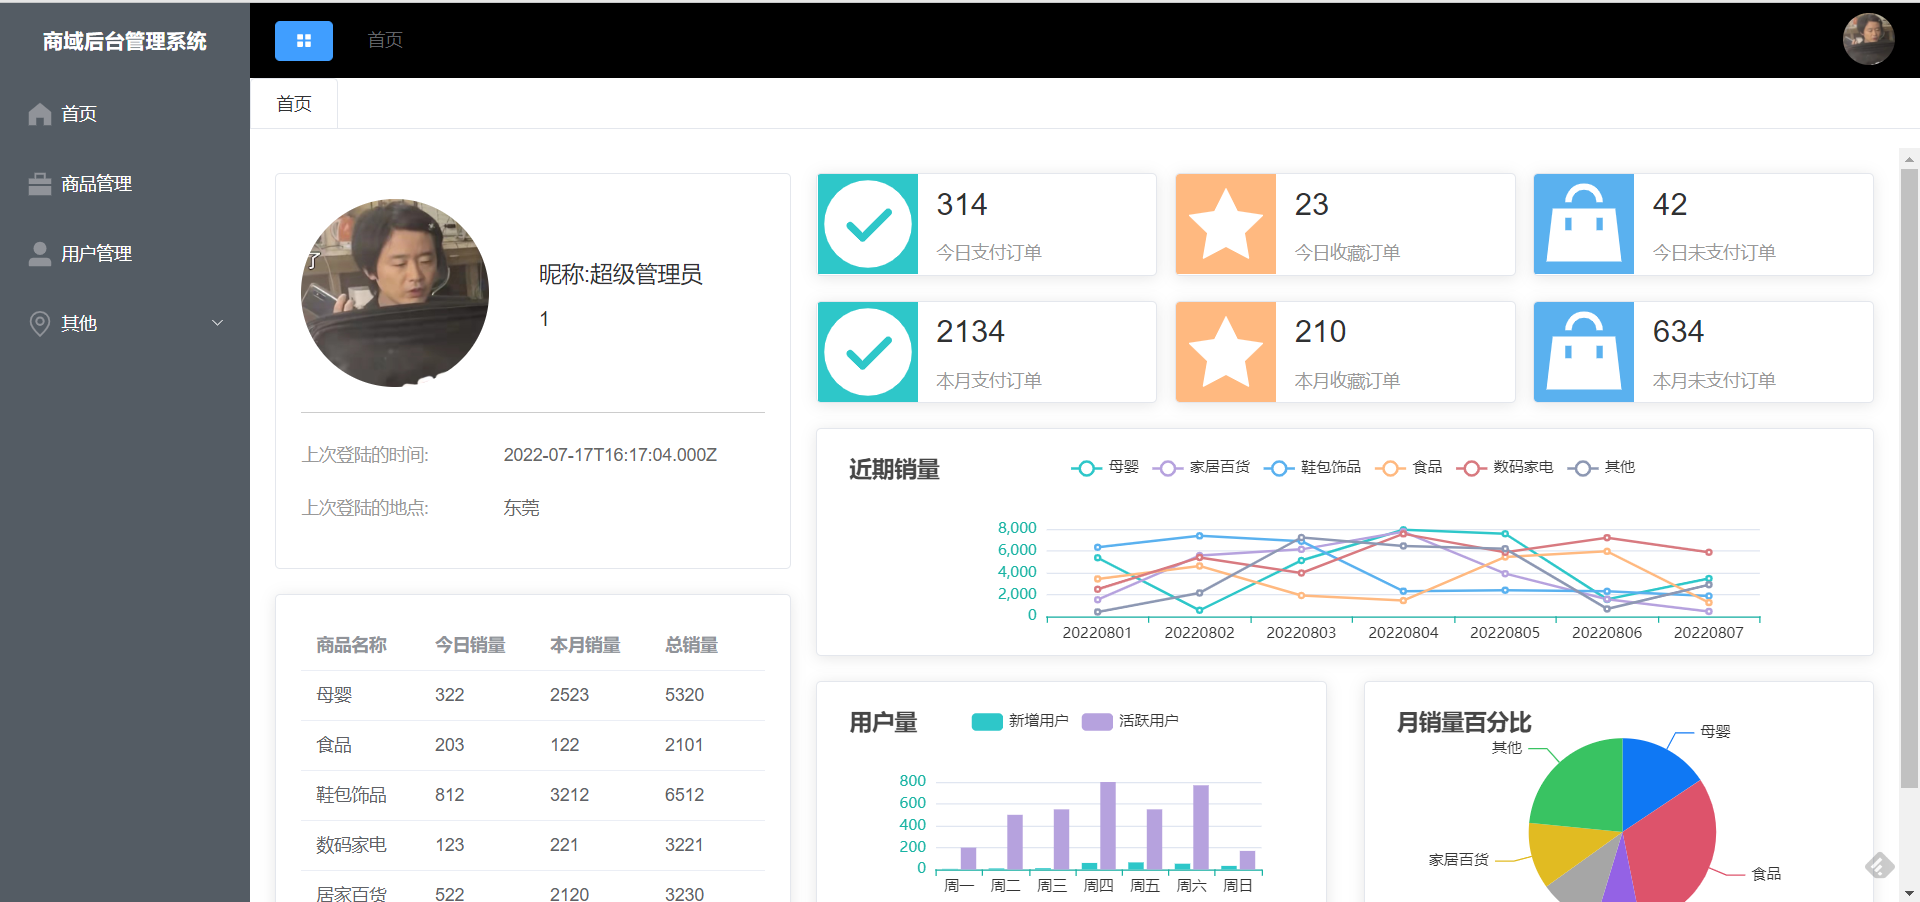 商域后台管理系统
首页
首页
商品管理
用户管理
其他
首页
了
昵称:超级管理员
1
上次登陆的时间: 2022-07-17T16:17:04.000Z
上次登陆的地点: 东莞
商品名称 今日销量 本月销量 总销量
母婴 322 2523 5320
食品 203 122 2101
鞋包饰品 812 3212 6512
数码家电 123 221 3221
居家百货 522 2120 3230
314
今日支付订单
23
今日收藏订单
42
今日未支付订单
2134
本月支付订单
210
本月收藏订单
634
本月未支付订单
近期销量
母婴 家居百货 鞋包饰品 食品 数码家电 其他
8,000
6,000
4,000
2,000
0
20220801 20220802 20220803 20220804 20220805 20220806 20220807
用户量
新增用户 活跃用户
800
600
400
200
0
周一 周二 周三 周四 周五 周六 周日
月销量百分比
母婴
其他
家居百货
食品